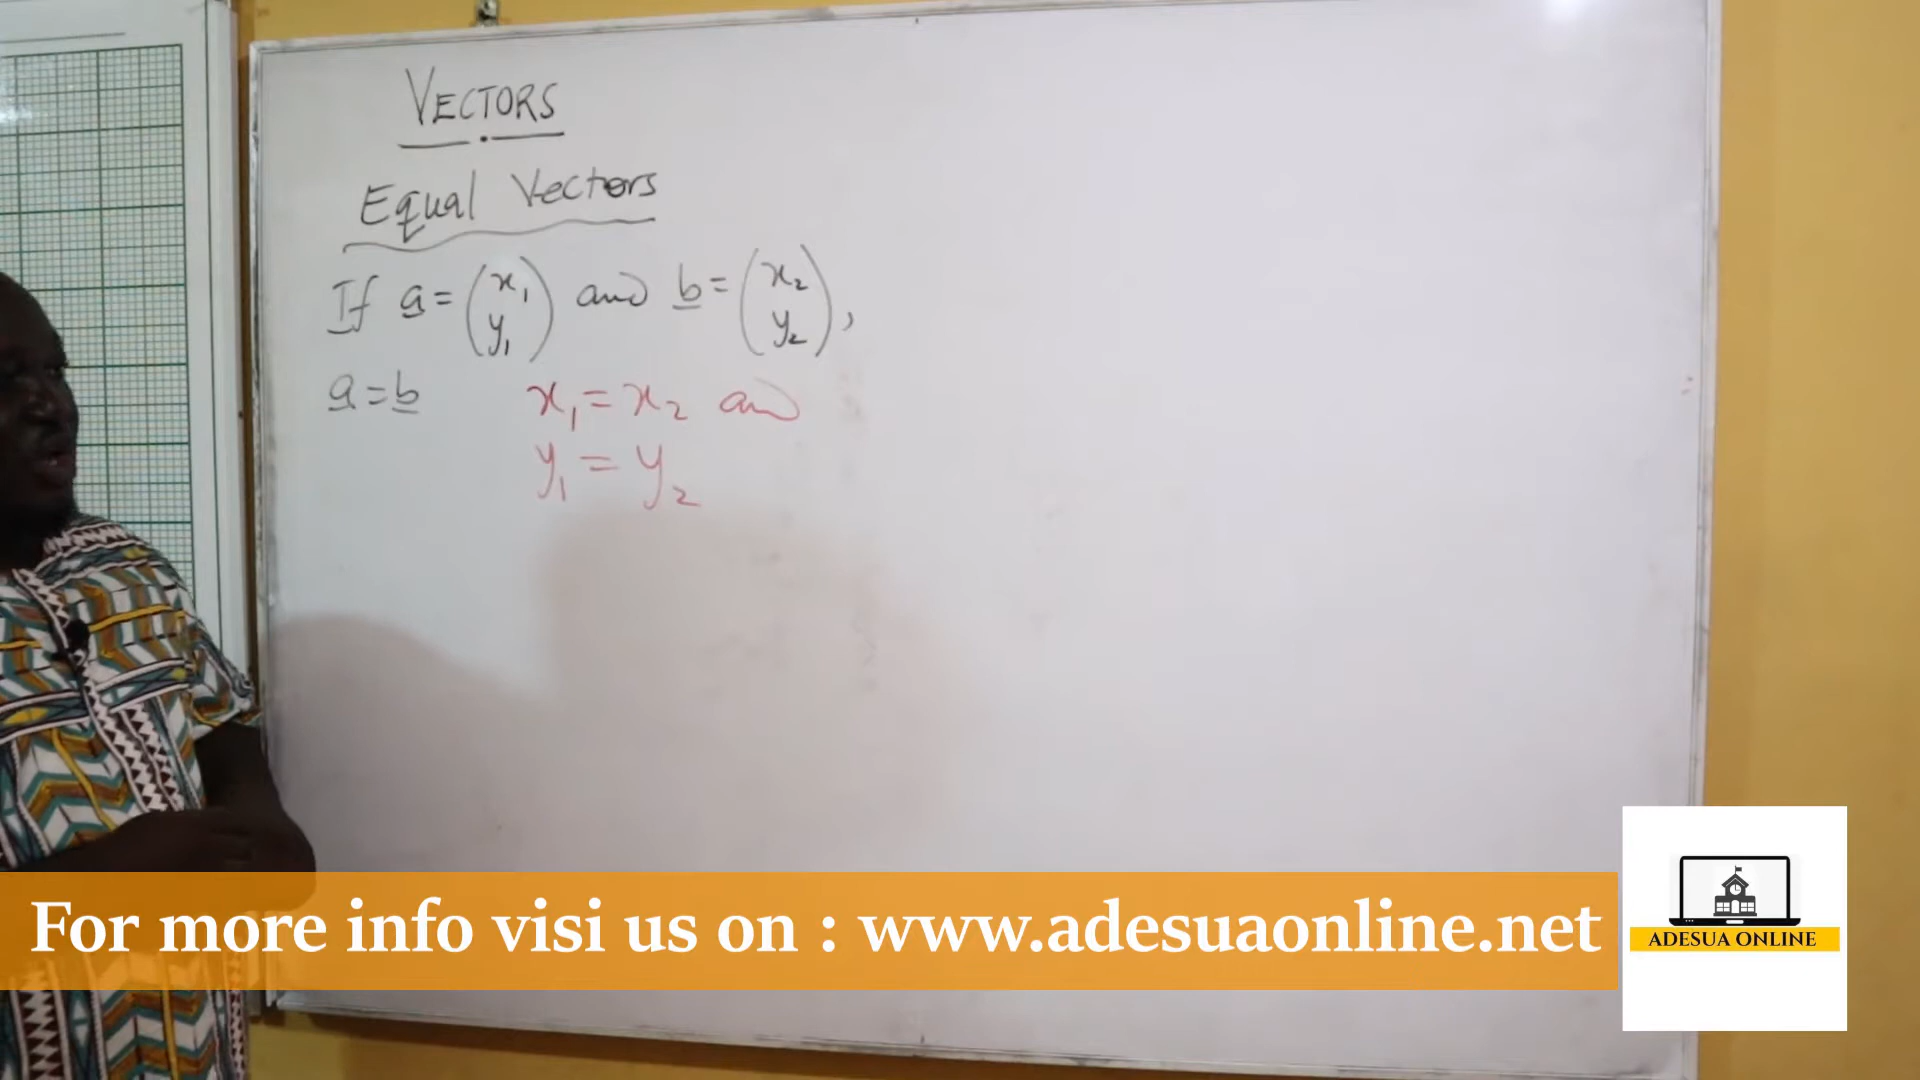 VECTORS
Equal Vectors
If a = (x₁ y₁) and b = (x₂ y₂),
a = b x₁ = x₂ and
y₁ = y₂
For more info visi us on : www.adesuaonline.net
ADESUA ONLINE